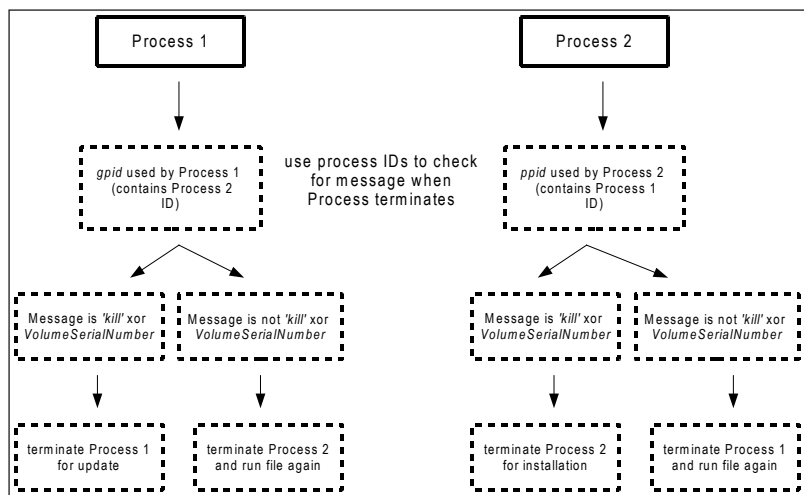 Process 1
Process 2
gpid used by Process 1
(contains Process 2
ID)
use process IDs to check
for message when
Process terminates
ppid used by Process 2
(contains Process 1
ID)
Message is 'kill' xor
VolumeSerialNumber
Message is not 'kill' xor
VolumeSerialNumber
Message is 'kill' xor
VolumeSerialNumber
Message is not 'kill' xor
VolumeSerialNumber
terminate Process 1
for update
terminate Process 2
and run file again
terminate Process 2
for installation
terminate Process 1
and run file again